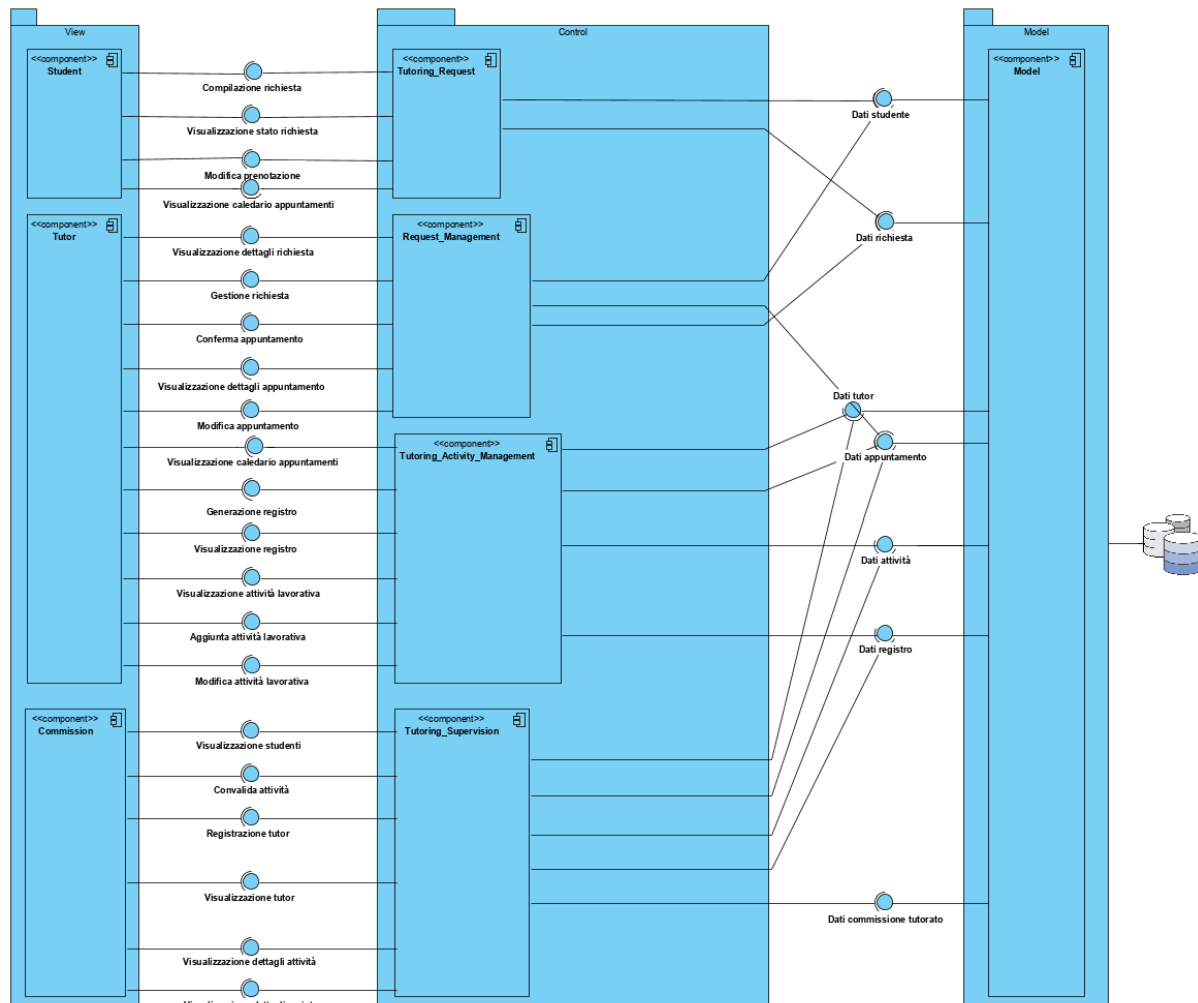 View
Control
Model
<<component>>
Student
<<component>>
Tutoring_Request
<<component>>
Model
Compilazione richiesta
Visualizzazione stato richiesta
Modifica prenotazione
Visualizzazione caledario appuntamenti
Dati studente
<<component>>
Tutor
<<component>>
Request_Management
Visualizzazione dettagli richiesta
Gestione richiesta
Conferma appuntamento
Visualizzazione dettagli appuntamento
Modifica appuntamento
Dati richiesta
Dati tutor
<<component>>
Tutoring_Activity_Management
Visualizzazione caledario appuntamenti
Generazione registro
Visualizzazione registro
Visualizzazione attività lavorativa
Aggiunta attività lavorativa
Modifica attività lavorativa
Dati appuntamento
Dati attività
Dati registro
<<component>>
Commission
<<component>>
Tutoring_Supervision
Visualizzazione studenti
Convalida attività
Registrazione tutor
Visualizzazione tutor
Visualizzazione dettagli attività
Dati commissione tutorato